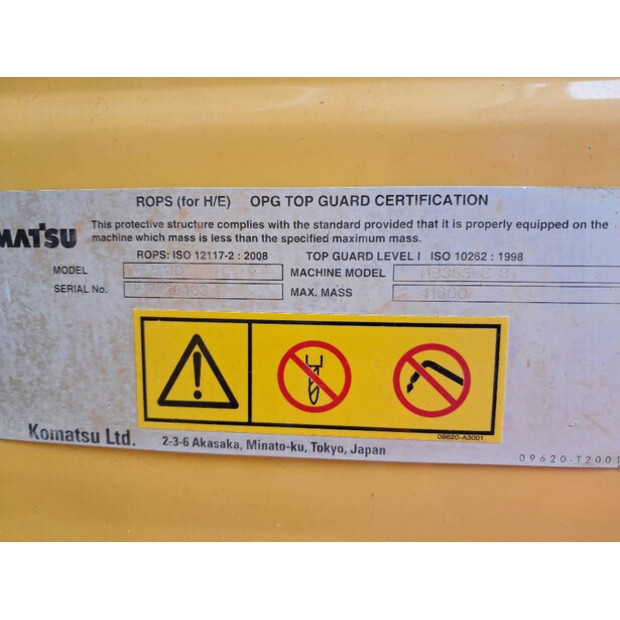 ROPS (for H/E) OPG TOP GUARD CERTIFICATION
MATSU
This protective structure complies with the standard provided that it is properly equipped on the
machine which mass is less than the specified maximum mass.
ROPS: ISO 12117-2 : 2008 TOP GUARD LEVEL I ISO 10262 : 1998
MODEL MACHINE MODEL
SERIAL No. MAX. MASS
09620-A3001
Komatsu Ltd.
2-3-6 Akasaka, Minato-ku, Tokyo, Japan
09620-T2001